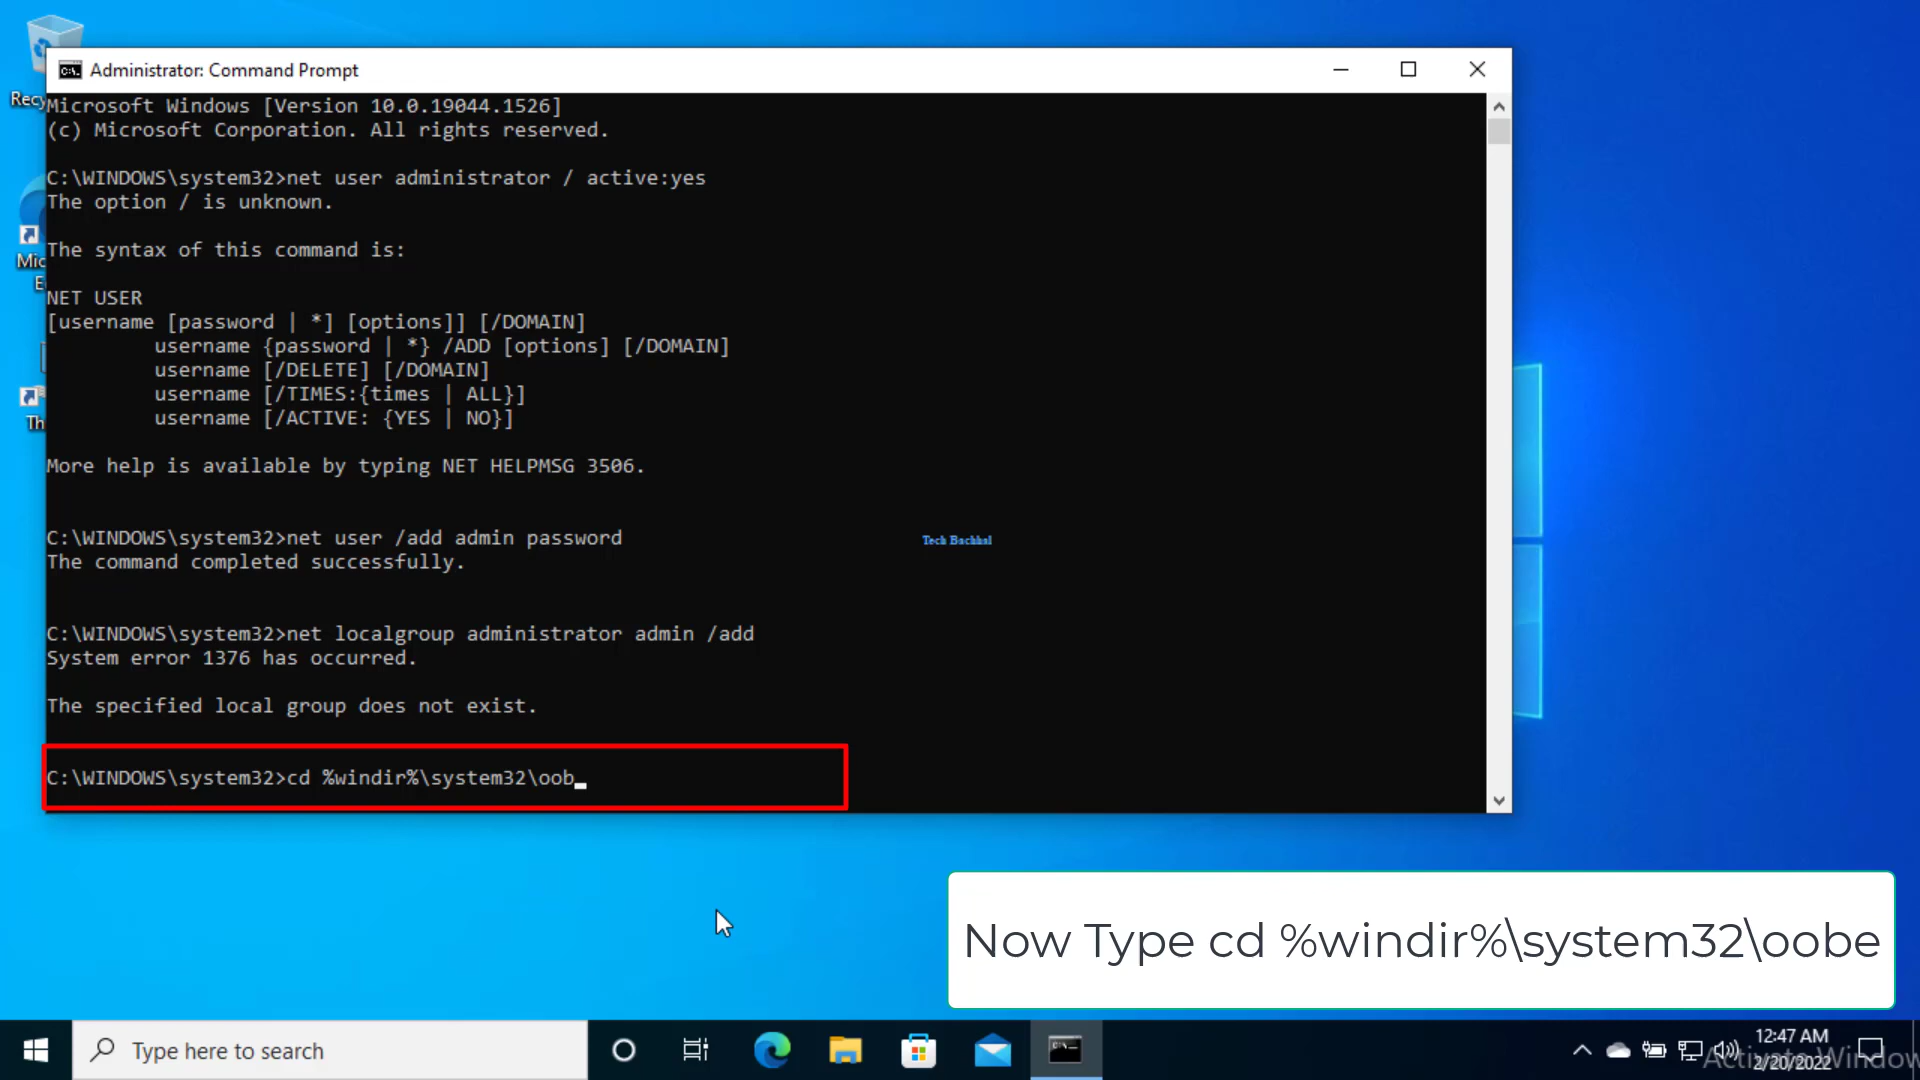 Administrator: Command Prompt
Recy
Microsoft Windows [Version 10.0.19044.1526]
(c) Microsoft Corporation. All rights reserved.
C:\WINDOWS\system32>net user administrator / active:yes
The option / is unknown.
The syntax of this command is:
Mic
E
NET USER
[username [password | *] [options]] [/DOMAIN]
username {password | *} /ADD [options] [/DOMAIN]
username [/DELETE] [/DOMAIN]
username [/TIMES:{times | ALL}]
username [/ACTIVE: {YES | NO}]
Th
More help is available by typing NET HELPMSG 3506.
C:\WINDOWS\system32>net user /add admin password
The command completed successfully.
Tech Bachhal
C:\WINDOWS\system32>net localgroup administrator admin /add
System error 1376 has occurred.
The specified local group does not exist.
C:\WINDOWS\system32>cd %windir%\system32\oob
Now Type cd %windir%\system32\oobe
Type here to search
12:47 AM
2/20/2022
Activate Window